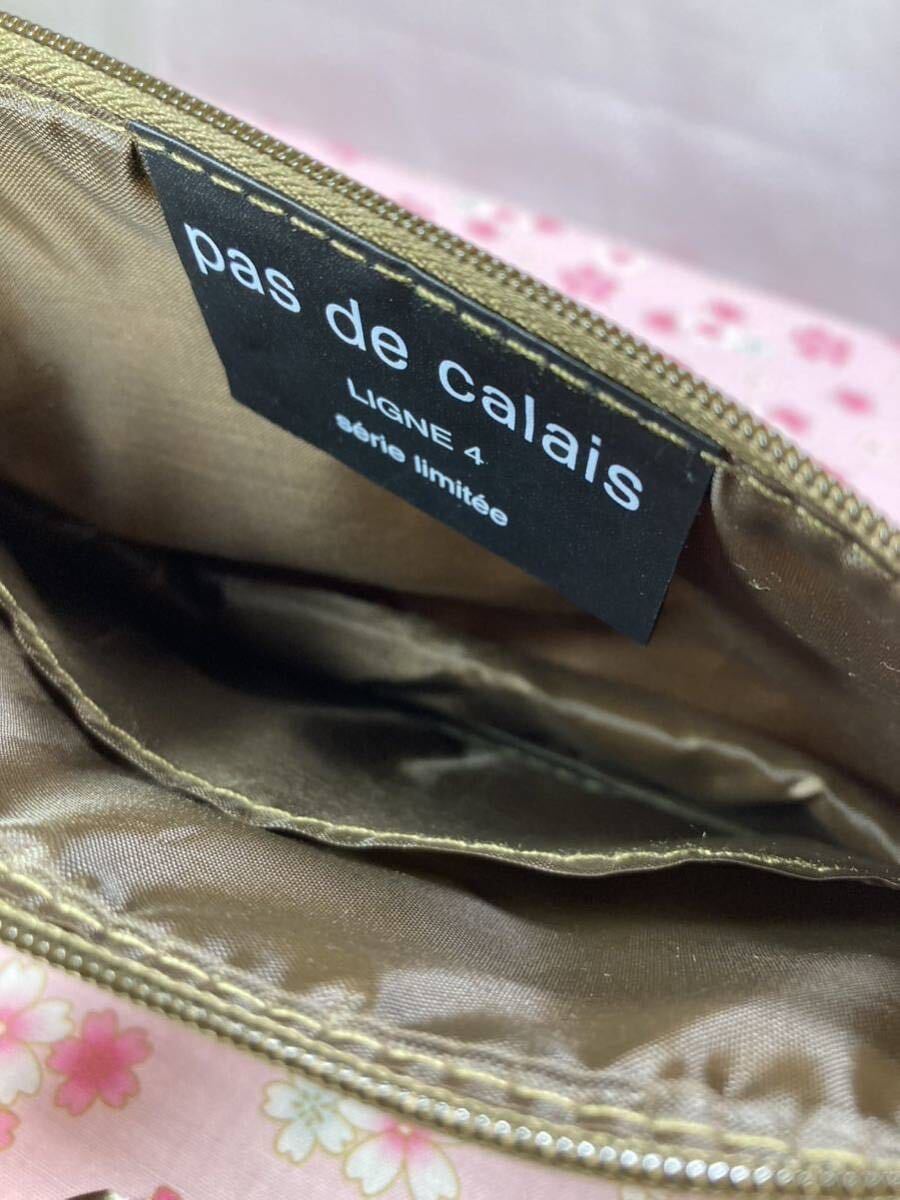 pas de calais
LIGNE 4
série limitée